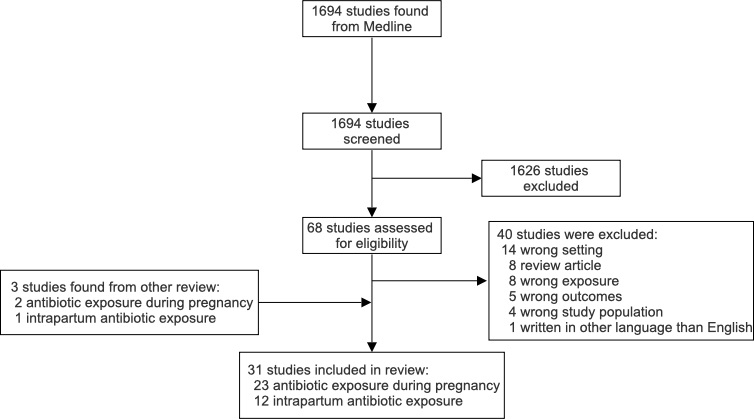 1694 studies found
from Medline
1694 studies
screened
1626 studies
excluded
68 studies assessed
for eligibility
40 studies were excluded:
14 wrong setting
8 review article
8 wrong exposure
5 wrong outcomes
4 wrong study population
1 written in other language than English
3 studies found from other review:
2 antibiotic exposure during pregnancy
1 intrapartum antibiotic exposure
31 studies included in review:
23 antibiotic exposure during pregnancy
12 intrapartum antibiotic exposure